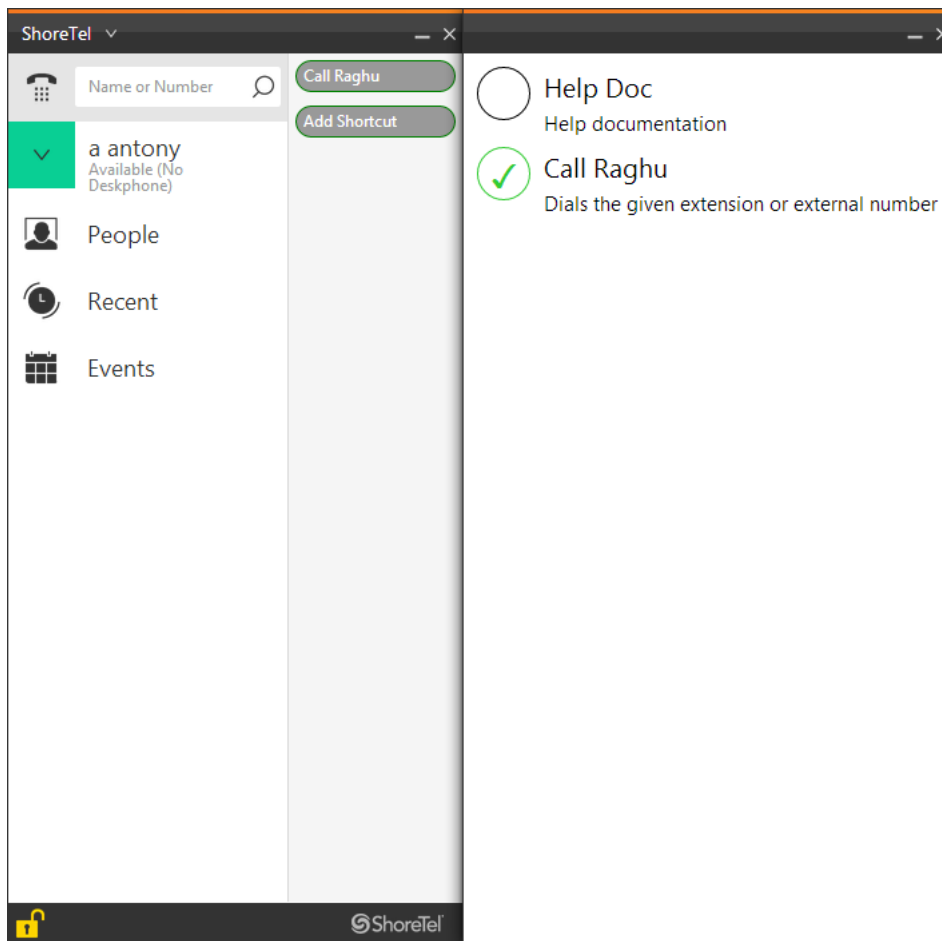 ShoreTel
Name or Number
a antony
Available (No
Deskphone)
People
Recent
Events
Call Raghu
Add Shortcut
ShoreTel
Help Doc
Help documentation
Call Raghu
Dials the given extension or external number